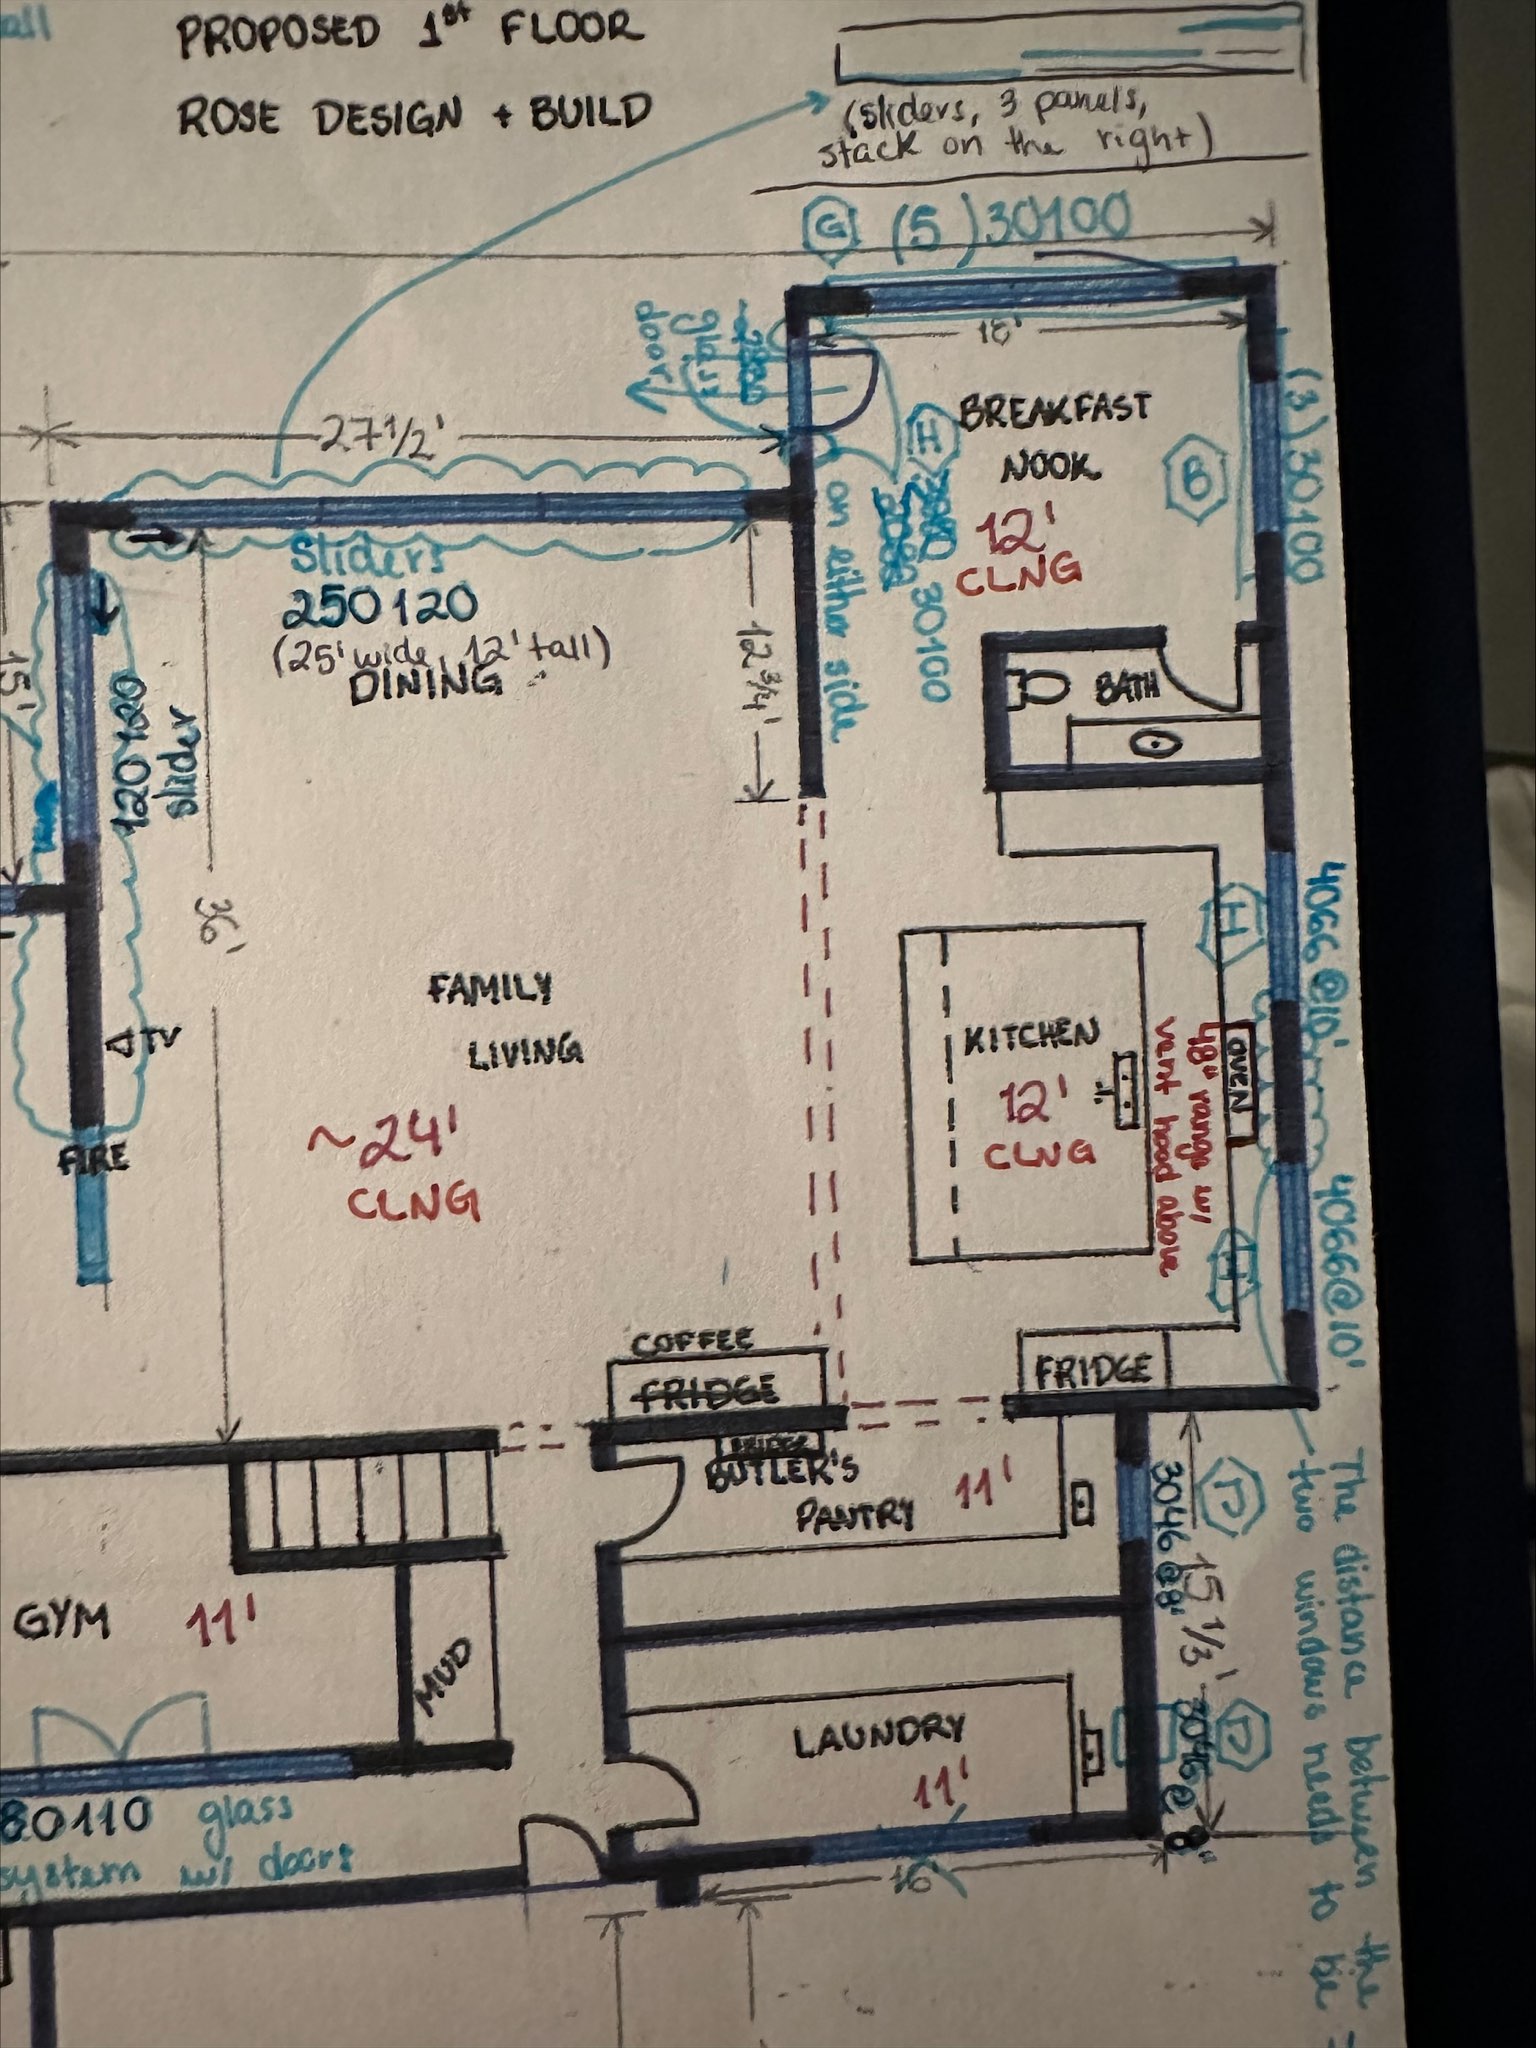 all
PROPOSED 1st FLOOR
ROSE DESIGN + BUILD
(sliders, 3 panels,
stack on the right)
G (5) 30100
18'
glass
door
27 1/2'
BREAKFAST
NOOK
12'
CLNG
B
(3) 30100
H
30100
on either side
Sliders
250120
(25' wide, 12' tall)
DINING
12 3/4'
15'
120120
slider
BATH
36'
4066 @ 10'
H
FAMILY
LIVING
TV
KITCHEN
12'
CLNG
OVEN
48" range w/
vent hood above
~24'
CLNG
FIRE
4066 @ 10'
H
COFFEE
FRIDGE
FRIDGE
BUTLER'S
PANTRY 11'
D
3046 @ 8'
15 1/3'
GYM 11'
MUD
LAUNDRY
11'
D
3046 @ 8"
80110 glass
system w/ doors
16
The distance between the
two windows needs to be =